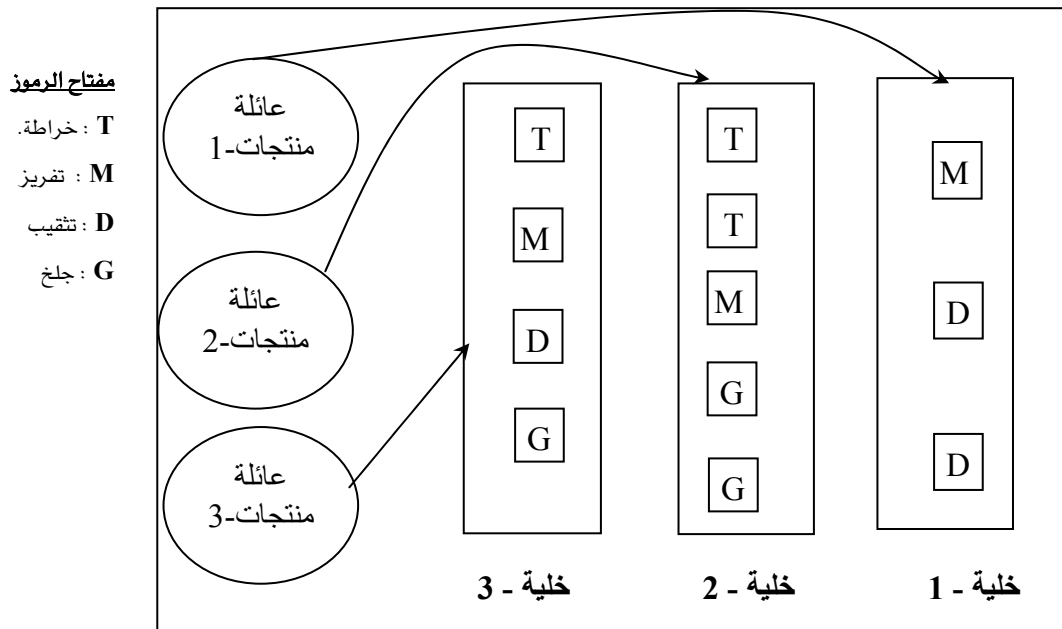 مفتاح الرموز
T : خراطة.
M : تفريز
D : تثقيب
G : جلخ
عائلة
منتجات-1
عائلة
منتجات-2
عائلة
منتجات-3
M
D
D
خلية - 1
T
T
M
G
G
خلية - 2
T
M
D
G
خلية - 3